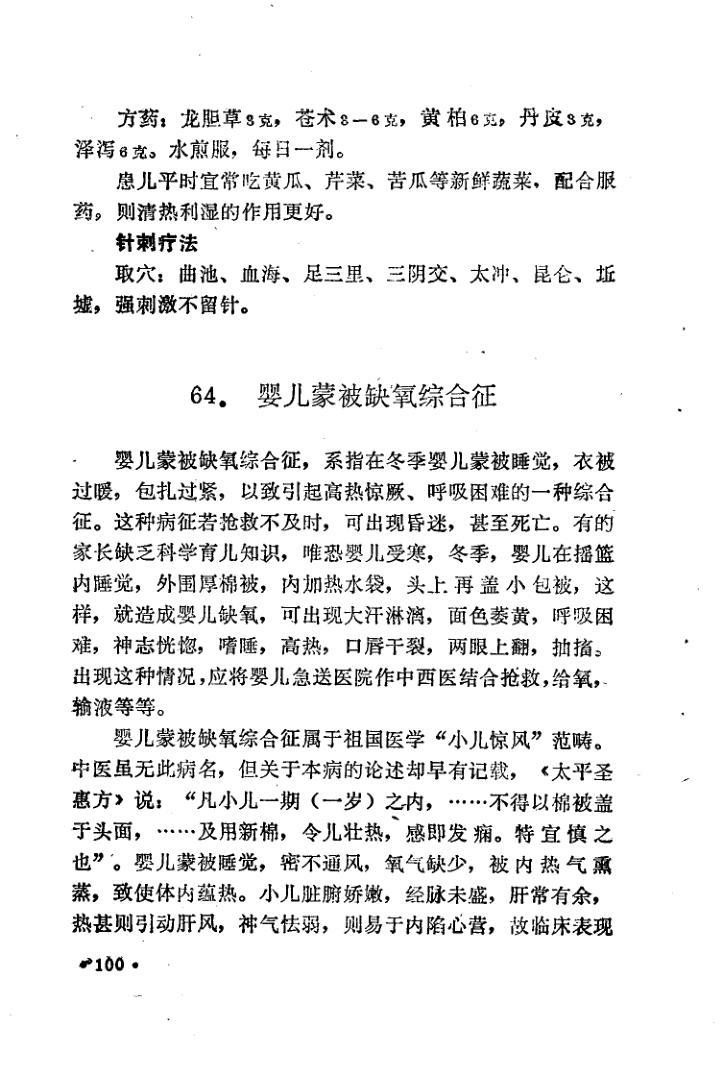 方药：龙胆草3克，苍术3—6克，黄柏6克，丹皮3克，
泽泻6克。水煎服，每日一剂。
患儿平时宜常吃黄瓜、芹菜、苦瓜等新鲜蔬菜，配合服
药，则清热利湿的作用更好。
针刺疗法
取穴：曲池、血海、足三里、三阴交、太冲、昆仑、坵
墟，强刺激不留针。
64．婴儿蒙被缺氧综合征
婴儿蒙被缺氧综合征，系指在冬季婴儿蒙被睡觉，衣被
过暖，包扎过紧，以致引起高热惊厥、呼吸困难的一种综合
征。这种病征若抢救不及时，可出现昏迷，甚至死亡。有的
家长缺乏科学育儿知识，唯恐婴儿受寒，冬季，婴儿在摇篮
内睡觉，外围厚棉被，内加热水袋，头上再盖小包被，这
样，就造成婴儿缺氧，可出现大汗淋漓，面色萎黄，呼吸困
难，神志恍惚，嗜睡，高热，口唇干裂，两眼上翻，抽搐。
出现这种情况，应将婴儿急送医院作中西医结合抢救，给氧，
输液等等。
婴儿蒙被缺氧综合征属于祖国医学“小儿惊风”范畴。
中医虽无此病名，但关于本病的论述却早有记载，《太平圣
惠方》说：“凡小儿一期（一岁）之内，……不得以棉被盖
于头面，……及用新棉，令儿壮热，感即发痫。特宜慎之
也”。婴儿蒙被睡觉，密不通风，氧气缺少，被内热气熏
蒸，致使体内蕴热。小儿脏腑娇嫩，经脉未盛，肝常有余，
热甚则引动肝风，神气怯弱，则易于内陷心营，故临床表现
·100·